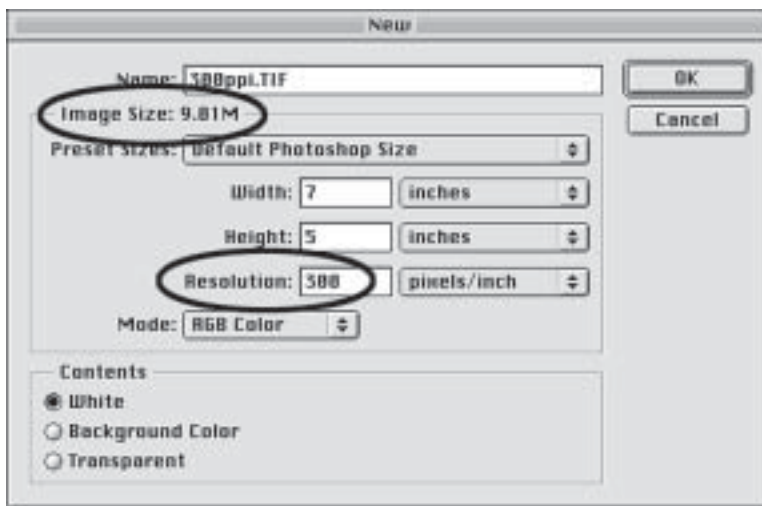 New
Name: 300ppi.TIF
OK
Image Size: 9.01M
Cancel
Preset Sizes: Default Photoshop Size
Width: 7 inches
Height: 5 inches
Resolution: 300 pixels/inch
Mode: RGB Color
Contents
White
Background Color
Transparent